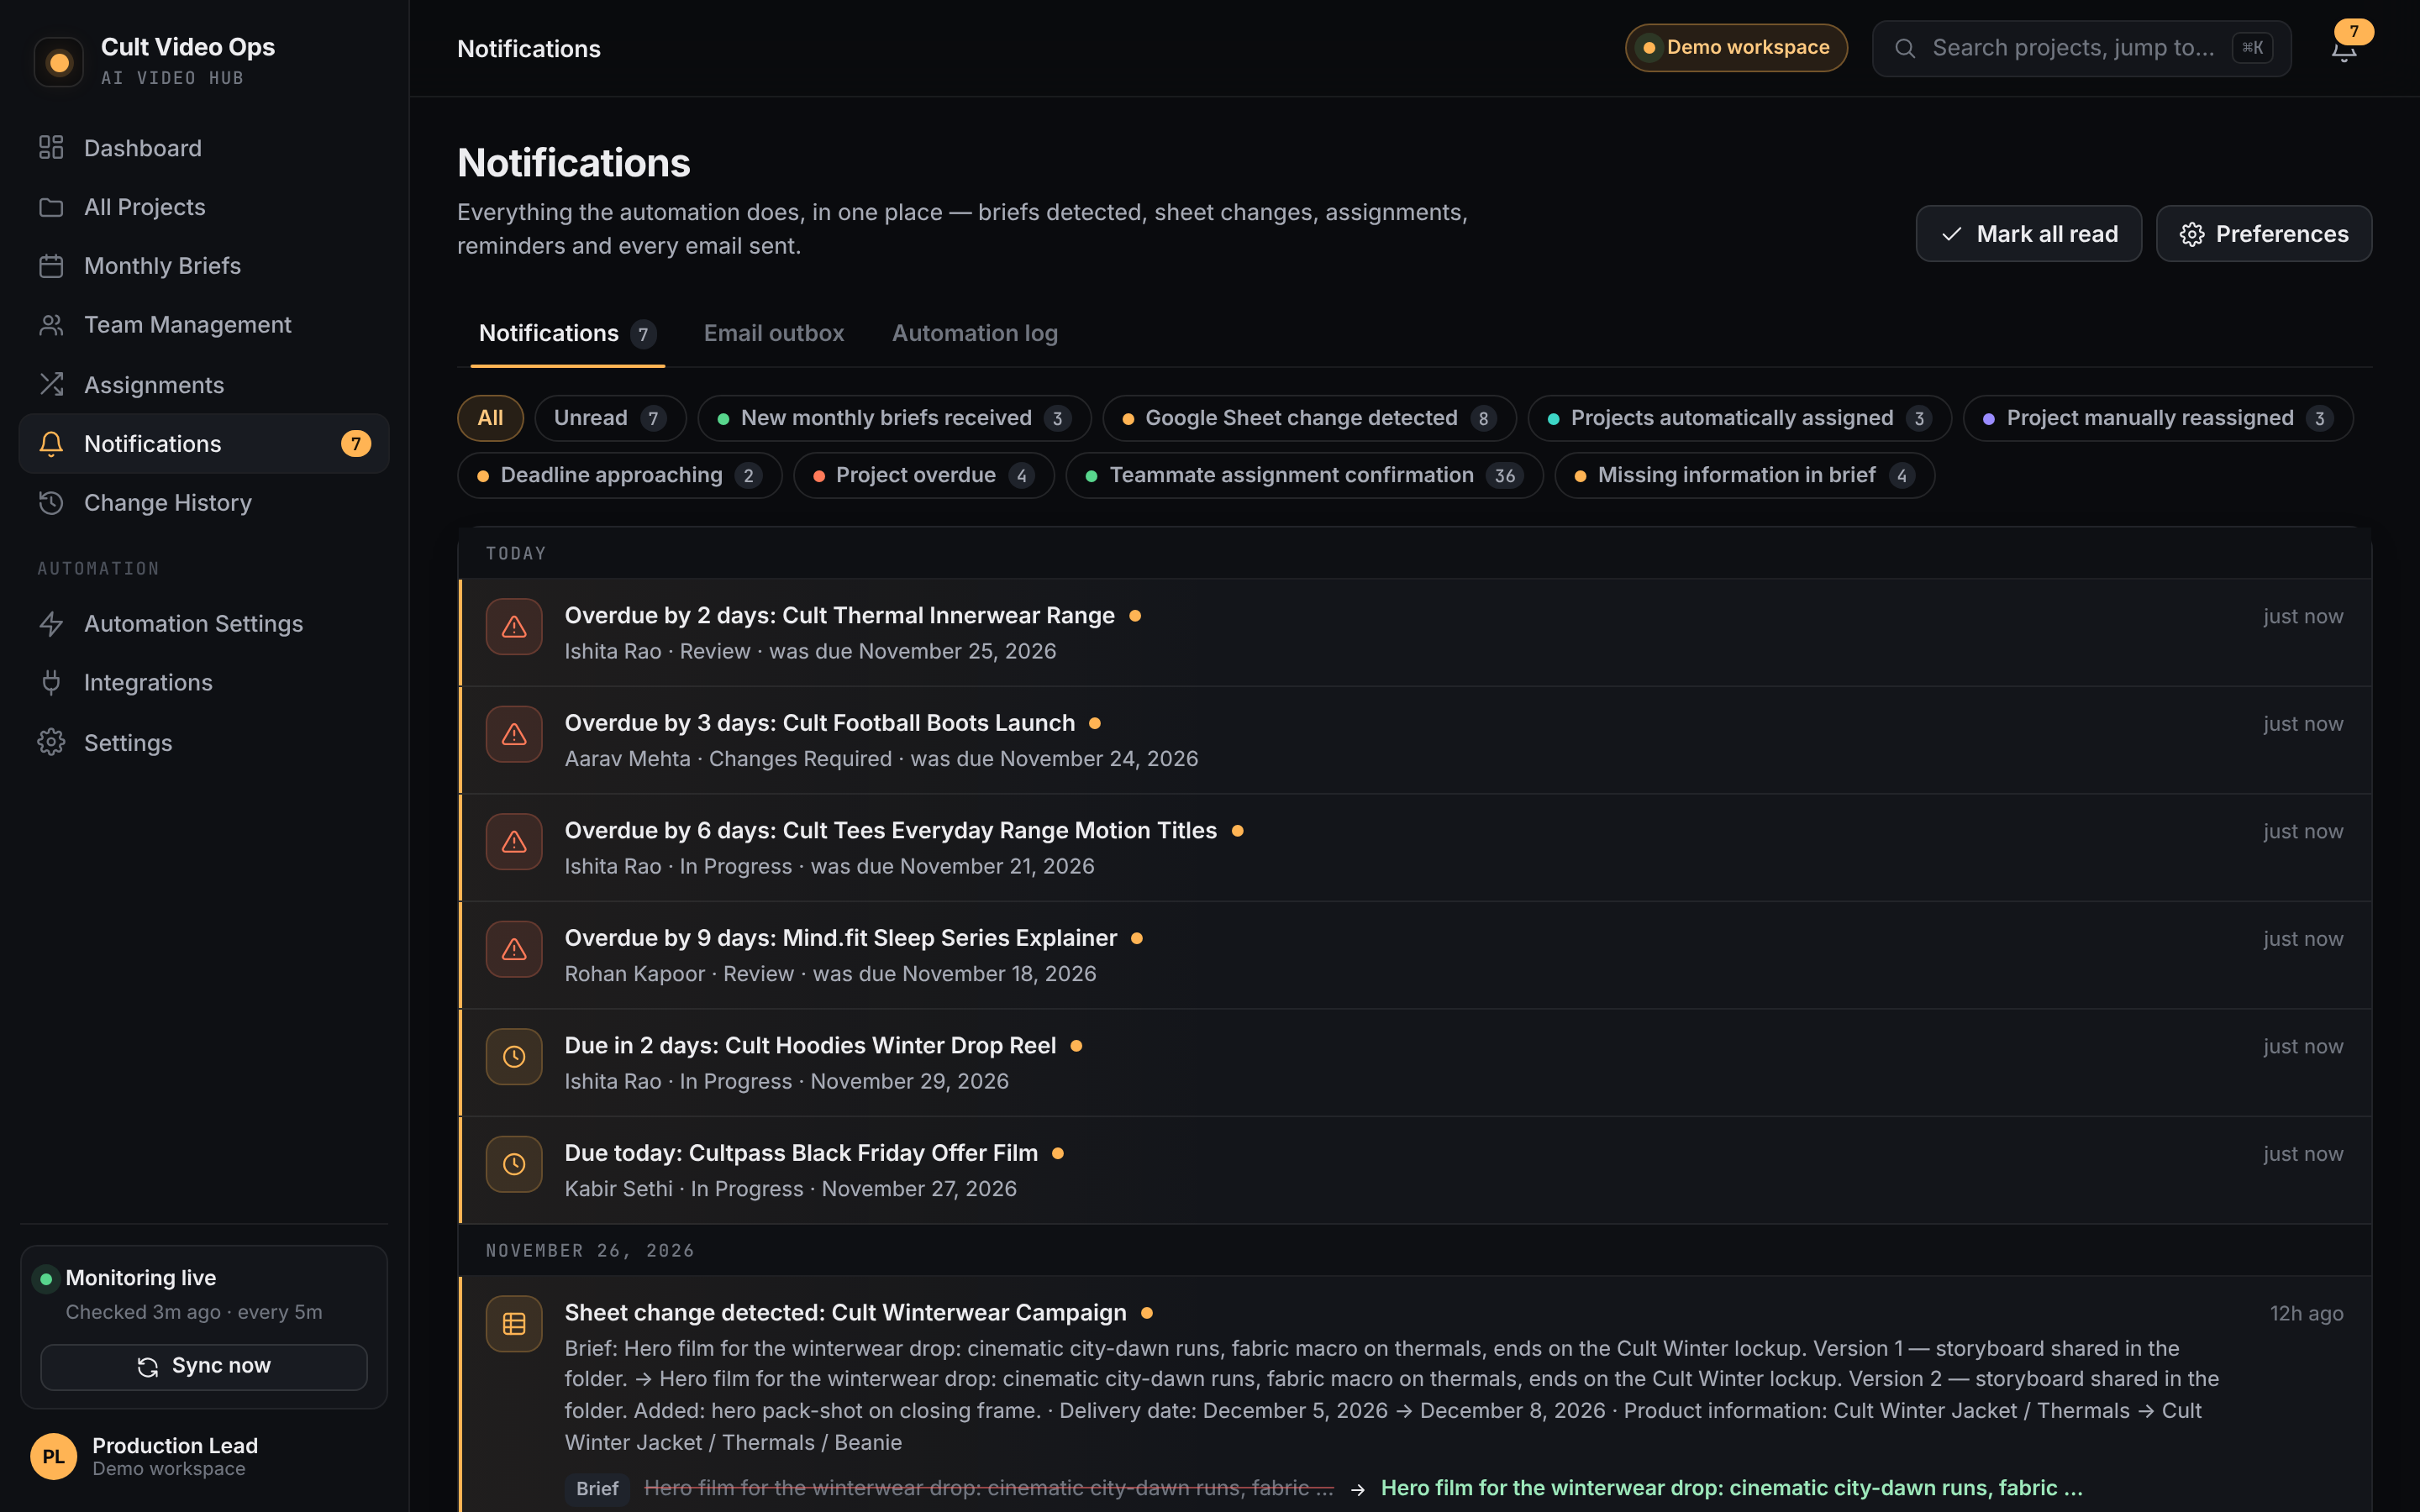 Cult Video Ops
AI VIDEO HUB
Dashboard
All Projects
Monthly Briefs
Team Management
Assignments
Notifications 7
Change History
AUTOMATION
Automation Settings
Integrations
Settings
Monitoring live
Checked 3m ago · every 5m
Sync now
PL
Production Lead
Demo workspace
Notifications
Demo workspace
Search projects, jump to...
⌘K
7
Notifications
Everything the automation does, in one place — briefs detected, sheet changes, assignments,
reminders and every email sent.
Mark all read
Preferences
Notifications 7
Email outbox
Automation log
All
Unread 7
New monthly briefs received 3
Google Sheet change detected 8
Projects automatically assigned 3
Project manually reassigned 3
Deadline approaching 2
Project overdue 4
Teammate assignment confirmation 36
Missing information in brief 4
TODAY
Overdue by 2 days: Cult Thermal Innerwear Range
just now
Ishita Rao · Review · was due November 25, 2026
Overdue by 3 days: Cult Football Boots Launch
just now
Aarav Mehta · Changes Required · was due November 24, 2026
Overdue by 6 days: Cult Tees Everyday Range Motion Titles
just now
Ishita Rao · In Progress · was due November 21, 2026
Overdue by 9 days: Mind.fit Sleep Series Explainer
just now
Rohan Kapoor · Review · was due November 18, 2026
Due in 2 days: Cult Hoodies Winter Drop Reel
just now
Ishita Rao · In Progress · November 29, 2026
Due today: Cultpass Black Friday Offer Film
just now
Kabir Sethi · In Progress · November 27, 2026
NOVEMBER 26, 2026
Sheet change detected: Cult Winterwear Campaign
12h ago
Brief: Hero film for the winterwear drop: cinematic city-dawn runs, fabric macro on thermals, ends on the Cult Winter lockup. Version 1 — storyboard shared in the
folder. → Hero film for the winterwear drop: cinematic city-dawn runs, fabric macro on thermals, ends on the Cult Winter lockup. Version 2 — storyboard shared in the
folder. Added: hero pack-shot on closing frame. · Delivery date: December 5, 2026 → December 8, 2026 · Product information: Cult Winter Jacket / Thermals → Cult
Winter Jacket / Thermals / Beanie
Brief Hero film for the winterwear drop: cinematic city-dawn runs, fabric ... → Hero film for the winterwear drop: cinematic city-dawn runs, fabric ...